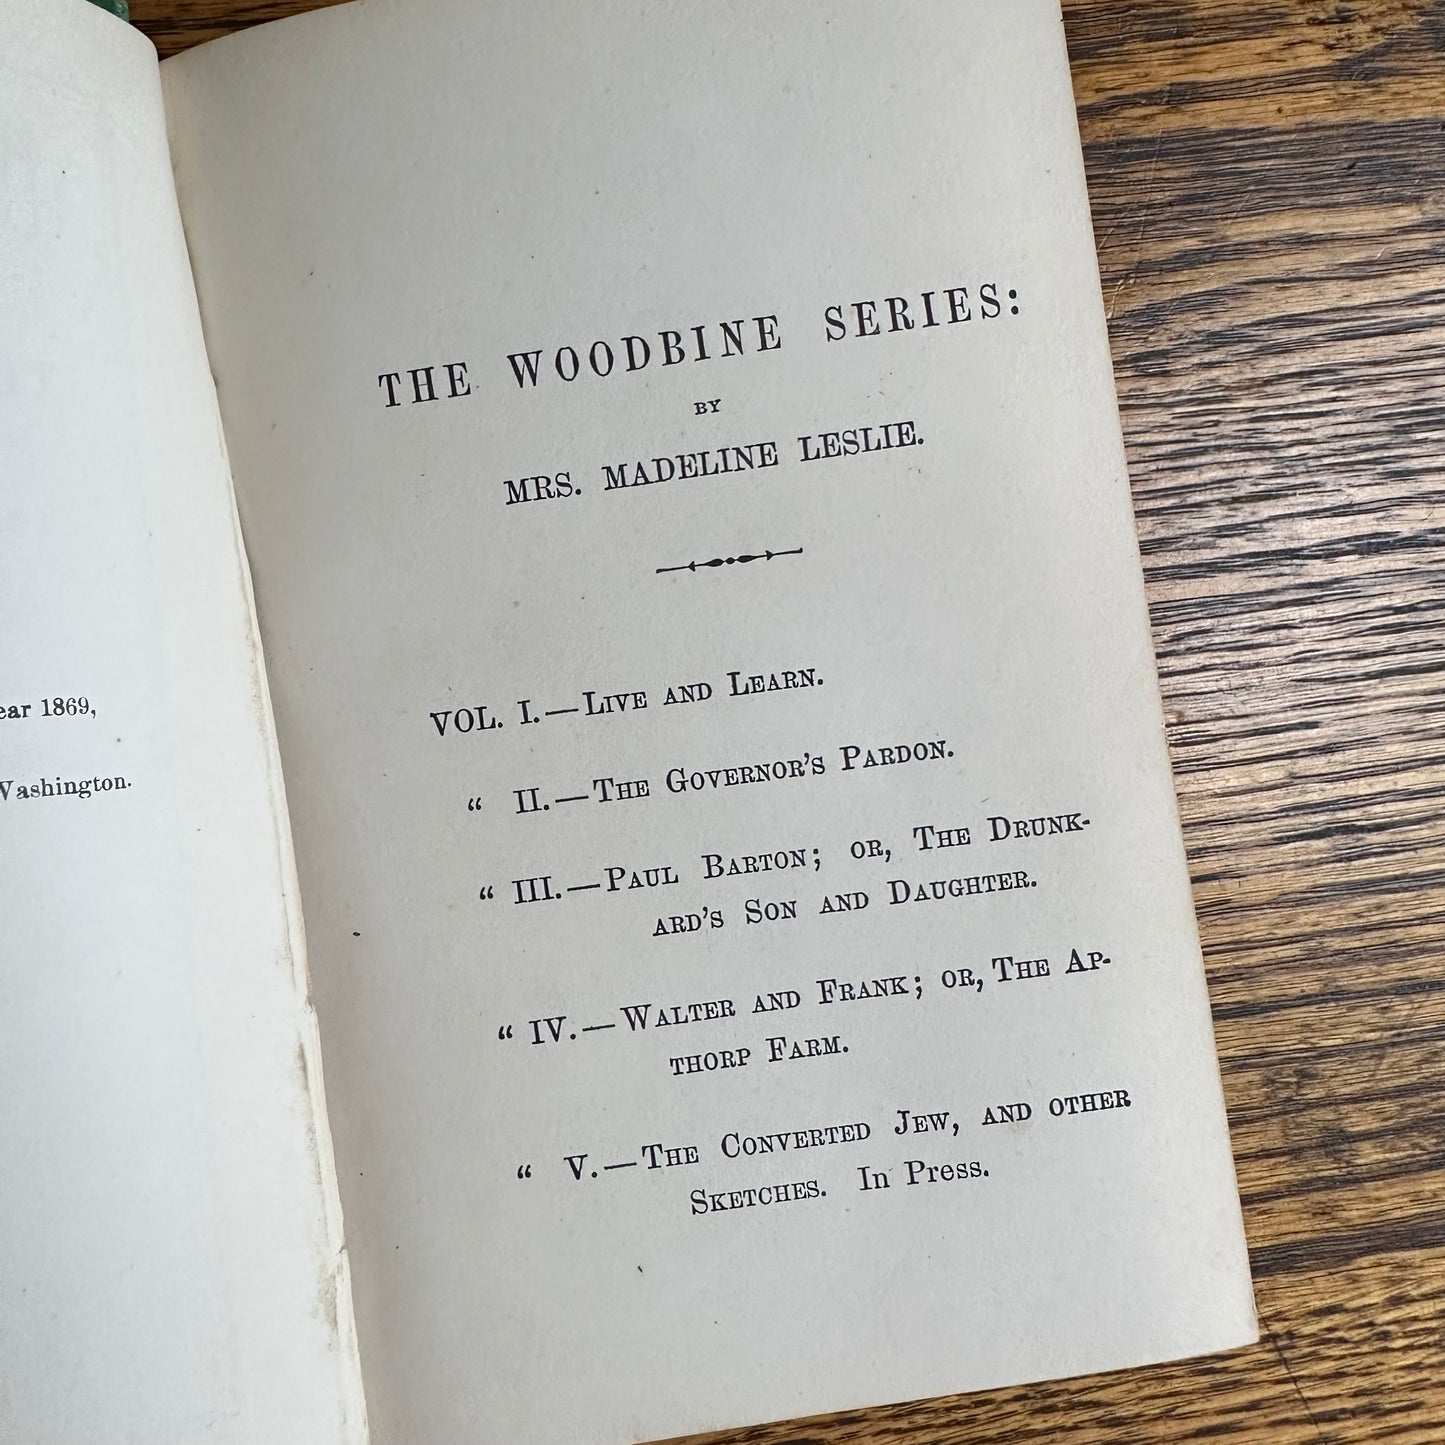 ear 1869,
Washington.
THE WOODBINE SERIES:
BY
MRS. MADELINE LESLIE.
VOL. I.—LIVE AND LEARN.
“ II.—THE GOVERNOR'S PARDON.
“ III.—PAUL BARTON; OR, THE DRUNK-
ARD'S SON AND DAUGHTER.
“ IV.—WALTER AND FRANK; OR, THE AP-
THORP FARM.
“ V.—THE CONVERTED JEW, AND OTHER
SKETCHES. In Press.